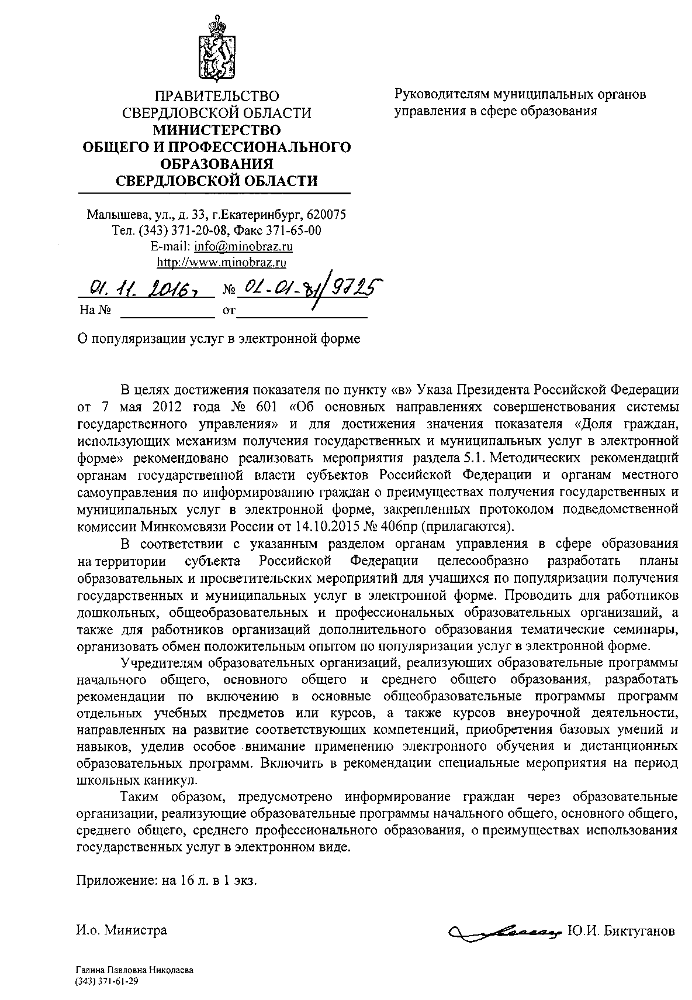 ПРАВИТЕЛЬСТВО
СВЕРДЛОВСКОЙ ОБЛАСТИ
МИНИСТЕРСТВО
ОБЩЕГО И ПРОФЕССИОНАЛЬНОГО
ОБРАЗОВАНИЯ
СВЕРДЛОВСКОЙ ОБЛАСТИ
Руководителям муниципальных органов
управления в сфере образования
Малышева, ул., д. 33, г.Екатеринбург, 620075
Тел. (343) 371-20-08, Факс 371-65-00
E-mail: info@minobraz.ru
http://www.minobraz.ru
01.11.2016г. № 02-01-81/9725
На № от
О популяризации услуг в электронной форме
В целях достижения показателя по пункту «в» Указа Президента Российской Федерации
от 7 мая 2012 года № 601 «Об основных направлениях совершенствования системы
государственного управления» и для достижения значения показателя «Доля граждан,
использующих механизм получения государственных и муниципальных услуг в электронной
форме» рекомендовано реализовать мероприятия раздела 5.1. Методических рекомендаций
органам государственной власти субъектов Российской Федерации и органам местного
самоуправления по информированию граждан о преимуществах получения государственных и
муниципальных услуг в электронной форме, закрепленных протоколом подведомственной
комиссии Минкомсвязи России от 14.10.2015 № 406пр (прилагаются).
В соответствии с указанным разделом органам управления в сфере образования
на территории субъекта Российской Федерации целесообразно разработать планы
образовательных и просветительских мероприятий для учащихся по популяризации получения
государственных и муниципальных услуг в электронной форме. Проводить для работников
дошкольных, общеобразовательных и профессиональных образовательных организаций, а
также для работников организаций дополнительного образования тематические семинары,
организовать обмен положительным опытом по популяризации услуг в электронной форме.
Учредителям образовательных организаций, реализующих образовательные программы
начального общего, основного общего и среднего общего образования, разработать
рекомендации по включению в основные общеобразовательные программы программ
отдельных учебных предметов или курсов, а также курсов внеурочной деятельности,
направленных на развитие соответствующих компетенций, приобретения базовых умений и
навыков, уделив особое внимание применению электронного обучения и дистанционных
образовательных программ. Включить в рекомендации специальные мероприятия на период
школьных каникул.
Таким образом, предусмотрено информирование граждан через образовательные
организации, реализующие образовательные программы начального общего, основного общего,
среднего общего, среднего профессионального образования, о преимуществах использования
государственных услуг в электронном виде.
Приложение: на 16 л. в 1 экз.
И.о. Министра Ю.И. Биктуганов
Галина Павловна Николаева
(343) 371-61-29